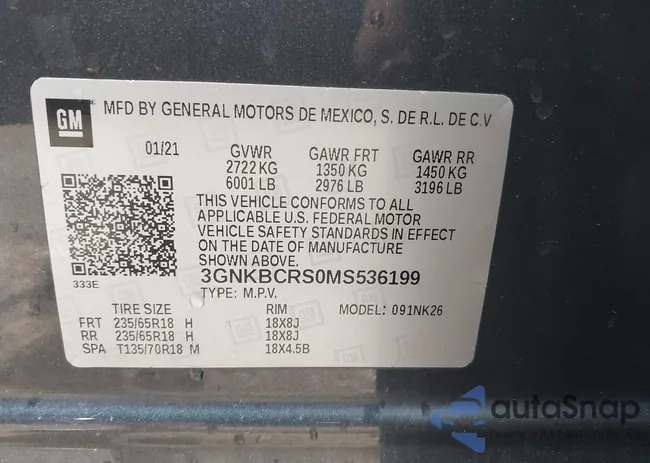 GM
MFD BY GENERAL MOTORS DE MEXICO, S. DE R.L. DE C.V
01/21 GVWR GAWR FRT GAWR RR
2722 KG 1350 KG 1450 KG
6001 LB 2976 LB 3196 LB
THIS VEHICLE CONFORMS TO ALL
APPLICABLE U.S. FEDERAL MOTOR
VEHICLE SAFETY STANDARDS IN EFFECT
ON THE DATE OF MANUFACTURE
SHOWN ABOVE.
3GNKBCRS0MS536199
333E
TYPE: M.P.V.
TIRE SIZE RIM MODEL: 091NK26
FRT 235/65R18 H 18X8J
RR 235/65R18 H 18X8J
SPA T135/70R18 M 18X4.5B
autaSnap